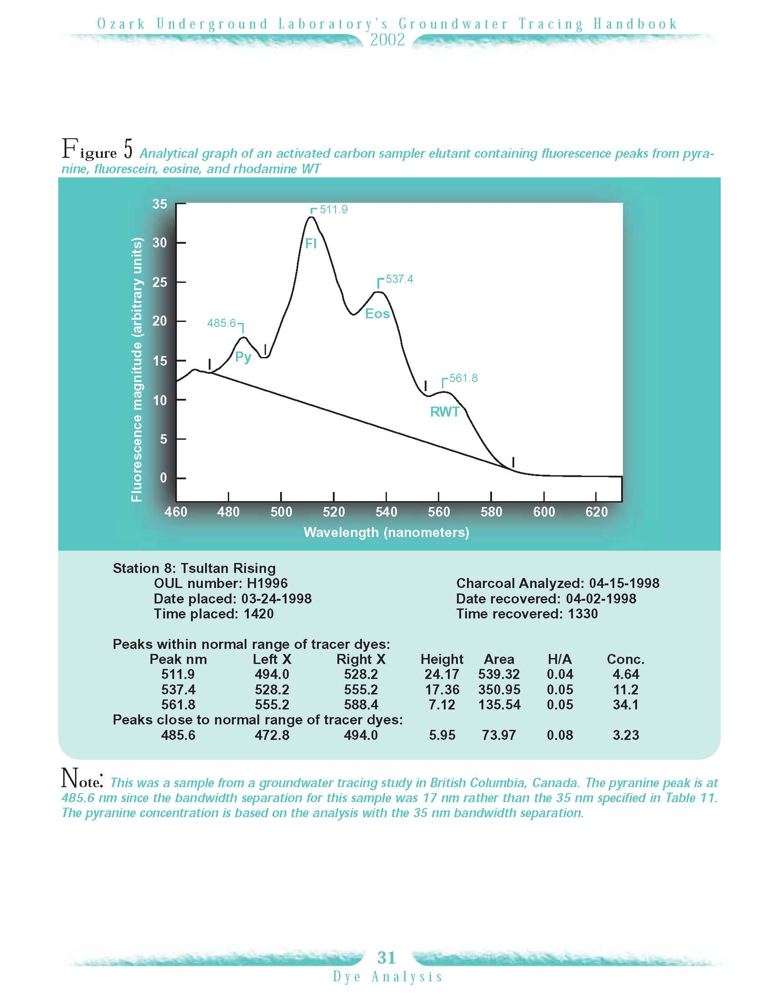 Ozark Underground Laboratory's Groundwater Tracing Handbook
2002
Figure 5 Analytical graph of an activated carbon sampler elutant containing fluorescence peaks from pyra-
nine, fluorescein, eosine, and rhodamine WT
35
30
25
20
15
10
5
0
Fluorescence magnitude (arbitrary units)
511.9
Fl
537.4
Eos
485.6
Py
561.8
RWT
460 480 500 520 540 560 580 600 620
Wavelength (nanometers)
Station 8: Tsultan Rising
OUL number: H1996 Charcoal Analyzed: 04-15-1998
Date placed: 03-24-1998 Date recovered: 04-02-1998
Time placed: 1420 Time recovered: 1330
Peaks within normal range of tracer dyes:
Peak nm Left X Right X Height Area H/A Conc.
511.9 494.0 528.2 24.17 539.32 0.04 4.64
537.4 528.2 555.2 17.36 350.95 0.05 11.2
561.8 555.2 588.4 7.12 135.54 0.05 34.1
Peaks close to normal range of tracer dyes:
485.6 472.8 494.0 5.95 73.97 0.08 3.23
Note: This was a sample from a groundwater tracing study in British Columbia, Canada. The pyranine peak is at
485.6 nm since the bandwidth separation for this sample was 17 nm rather than the 35 nm specified in Table 11.
The pyranine concentration is based on the analysis with the 35 nm bandwidth separation.
31
Dye Analysis